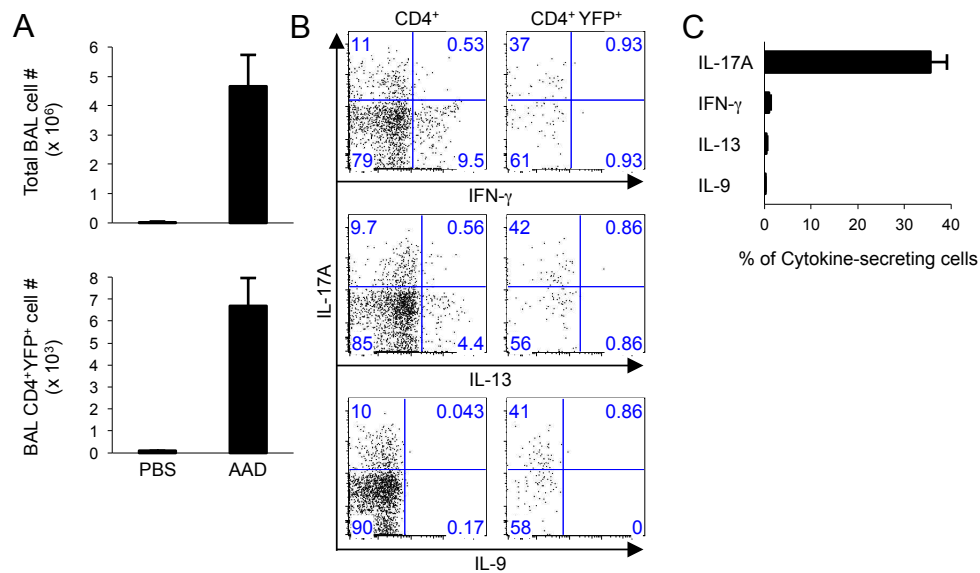 A
Total BAL cell #
(x 10⁶)
6
5
4
3
2
1
0
BAL CD4⁺YFP⁺ cell #
(x 10³)
8
7
6
5
4
3
2
1
0
PBS AAD
B
CD4⁺ CD4⁺ YFP⁺
11 0.53 37 0.93
79 9.5 61 0.93
IFN-γ
9.7 0.56 42 0.86
85 4.4 56 0.86
IL-13
10 0.043 41 0.86
90 0.17 58 0
IL-9
IL-17A
C
IL-17A
IFN-γ
IL-13
IL-9
0 10 20 30 40
% of Cytokine-secreting cells